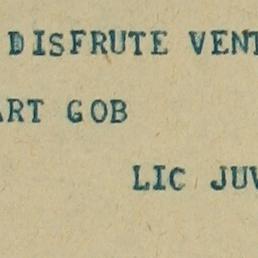 DISFRUTE VENT
ART GOB
LIC JUV